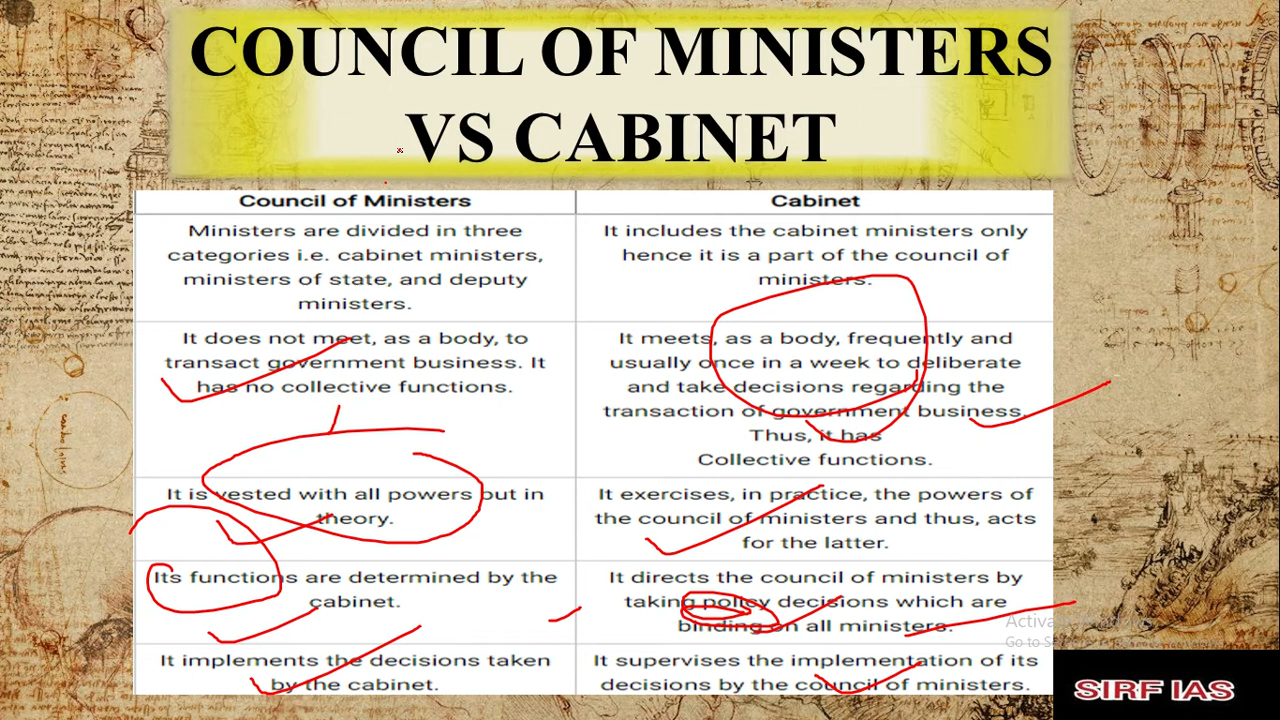 COUNCIL OF MINISTERS
VS CABINET
Council of Ministers
Cabinet
Ministers are divided in three
categories i.e. cabinet ministers,
ministers of state, and deputy
ministers.
It includes the cabinet ministers only
hence it is a part of the council of
ministers.
It does not meet, as a body, to
transact government business. It
has no collective functions.
It meets, as a body, frequently and
usually once in a week to deliberate
and take decisions regarding the
transaction of government business.
Thus, it has
Collective functions.
It is vested with all powers but in
theory.
It exercises, in practice, the powers of
the council of ministers and thus, acts
for the latter.
Its functions are determined by the
cabinet.
It directs the council of ministers by
taking policy decisions which are
binding on all ministers.
It implements the decisions taken
by the cabinet.
It supervises the implementation of its
decisions by the council of ministers.
SIRF IAS